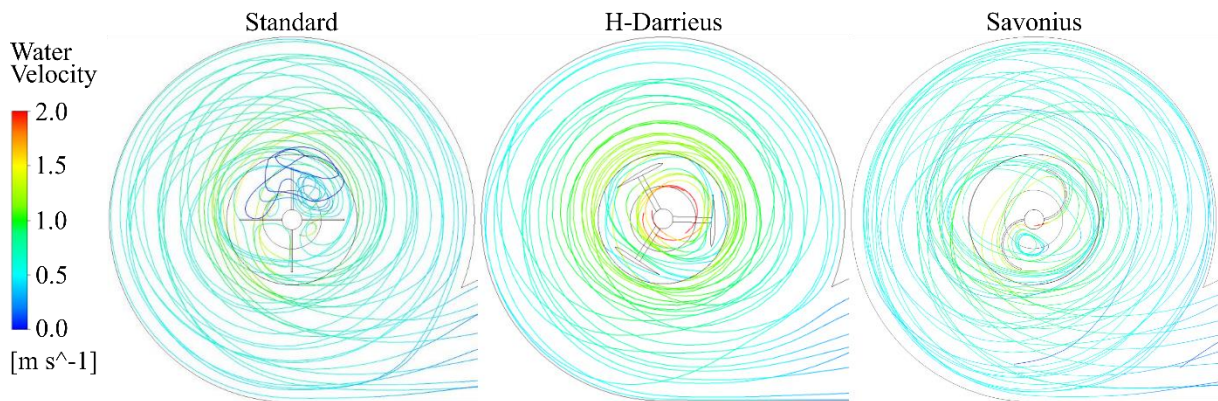 Standard
H-Darrieus
Savonius
Water
Velocity
2.0
1.5
1.0
0.5
0.0
[m s^-1]